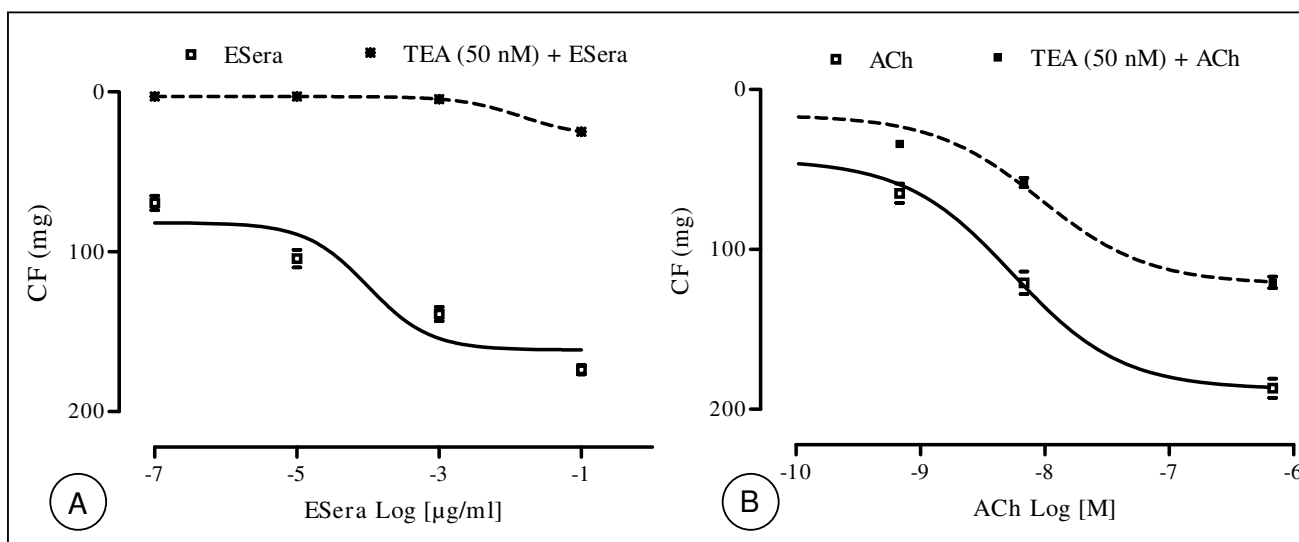 ESera
TEA (50 nM) + ESera
0
100
200
CF (mg)
-7
-5
-3
-1
ESera Log [µg/ml]
A
ACh
TEA (50 nM) + ACh
0
100
200
CF (mg)
-10
-9
-8
-7
-6
ACh Log [M]
B